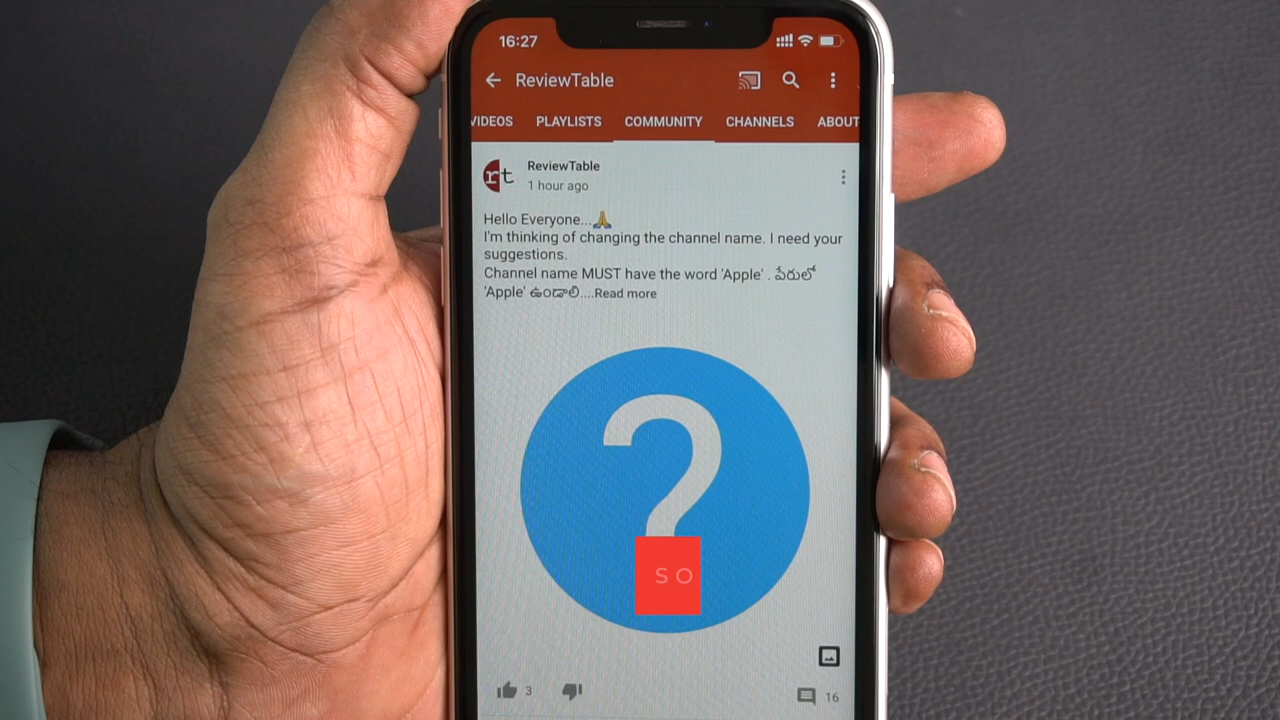 16:27
ReviewTable
VIDEOS PLAYLISTS COMMUNITY CHANNELS ABOUT
rt
ReviewTable
1 hour ago
Hello Everyone...🙏
I'm thinking of changing the channel name. I need your
suggestions.
Channel name MUST have the word 'Apple' . పేరులో
'Apple' ఉండాలి....Read more
?
SO
3 16